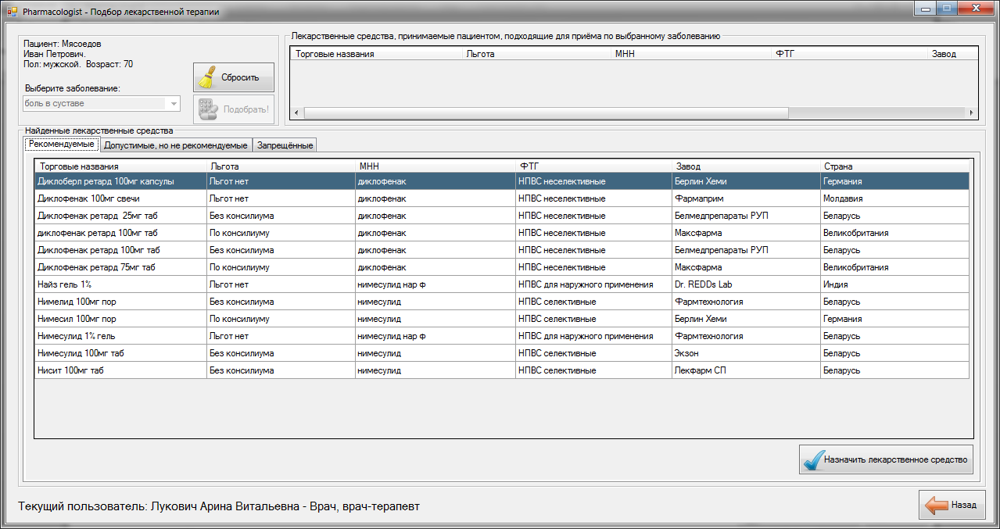 Pharmacologist - Подбор лекарственной терапии
Пациент: Мясоедов
Иван Петрович.
Пол: мужской. Возраст: 70
Выберите заболевание:
боль в суставе
Сбросить
Подобрать!
Лекарственные средства, принимаемые пациентом, подходящие для приёма по выбранному заболеванию
Торговые названия Льгота МНН ФТГ Завод
Найденные лекарственные средства
Рекомендуемые Допустимые, но не рекомендуемые Запрещённые
Торговые названия Льгота МНН ФТГ Завод Страна
Диклоберл ретард 100мг капсулы Льгот нет диклофенак НПВС неселективные Берлин Хеми Германия
Диклофенак 100мг свечи Льгот нет диклофенак НПВС неселективные Фармаприм Молдавия
Диклофенак ретард 25мг таб Без консилиума диклофенак НПВС неселективные Белмедпрепараты РУП Беларусь
диклофенак ретард 100мг таб По консилиуму диклофенак НПВС неселективные Максфарма Великобритания
Диклофенак ретард 100мг таб Без консилиума диклофенак НПВС неселективные Белмедпрепараты РУП Беларусь
Диклофенак ретард 75мг таб По консилиуму диклофенак НПВС неселективные Максфарма Великобритания
Найз гель 1% Льгот нет нимесулид нар ф НПВС для наружного применения Dr. REDDs Lab Индия
Нимелид 100мг пор Без консилиума нимесулид НПВС селективные Фармтехнология Беларусь
Нимесил 100мг пор По консилиуму нимесулид НПВС селективные Берлин Хеми Германия
Нимесулид 1% гель Льгот нет нимесулид нар ф НПВС для наружного применения Фармтехнология Беларусь
Нимесулид 100мг таб Без консилиума нимесулид НПВС селективные Экзон Беларусь
Нисит 100мг таб Без консилиума нимесулид НПВС селективные Лекфарм СП Беларусь
Назначить лекарственное средство
Текущий пользователь: Лукович Арина Витальевна - Врач, врач-терапевт
Назад